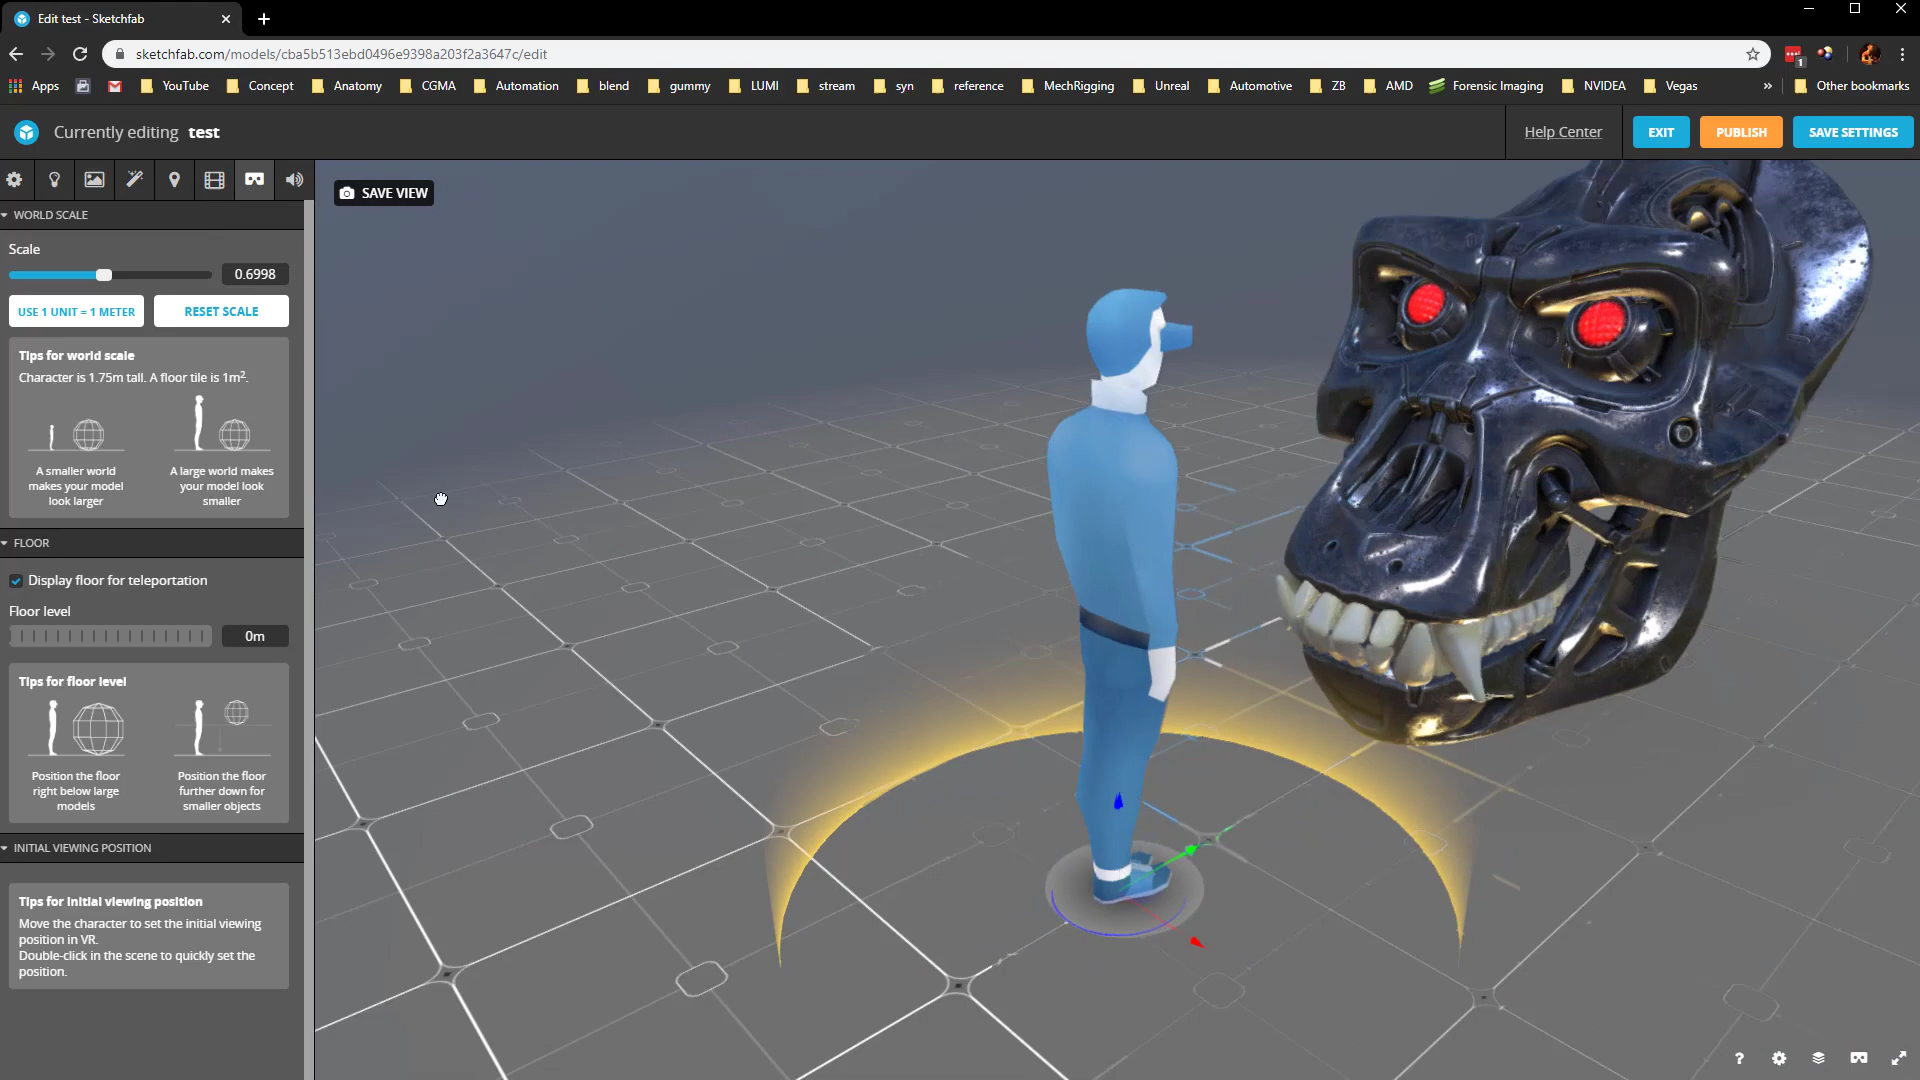 Edit test - Sketchfab
sketchfab.com/models/cba5b513ebd0496e9398a203f2a3647c/edit
1
Apps YouTube Concept Anatomy CGMA Automation blend gummy LUMI stream syn reference MechRigging Unreal Automotive ZB AMD Forensic Imaging NVIDEA Vegas » Other bookmarks
Currently editing test
Help Center
EXIT
PUBLISH
SAVE SETTINGS
SAVE VIEW
WORLD SCALE
Scale
0.6998
USE 1 UNIT = 1 METER
RESET SCALE
Tips for world scale
Character is 1.75m tall. A floor tile is 1m².
A smaller world
makes your model
look larger
A large world makes
your model look
smaller
FLOOR
Display floor for teleportation
Floor level
0m
Tips for floor level
Position the floor
right below large
models
Position the floor
further down for
smaller objects
INITIAL VIEWING POSITION
Tips for initial viewing position
Move the character to set the initial viewing
position in VR.
Double-click in the scene to quickly set the
position.
?